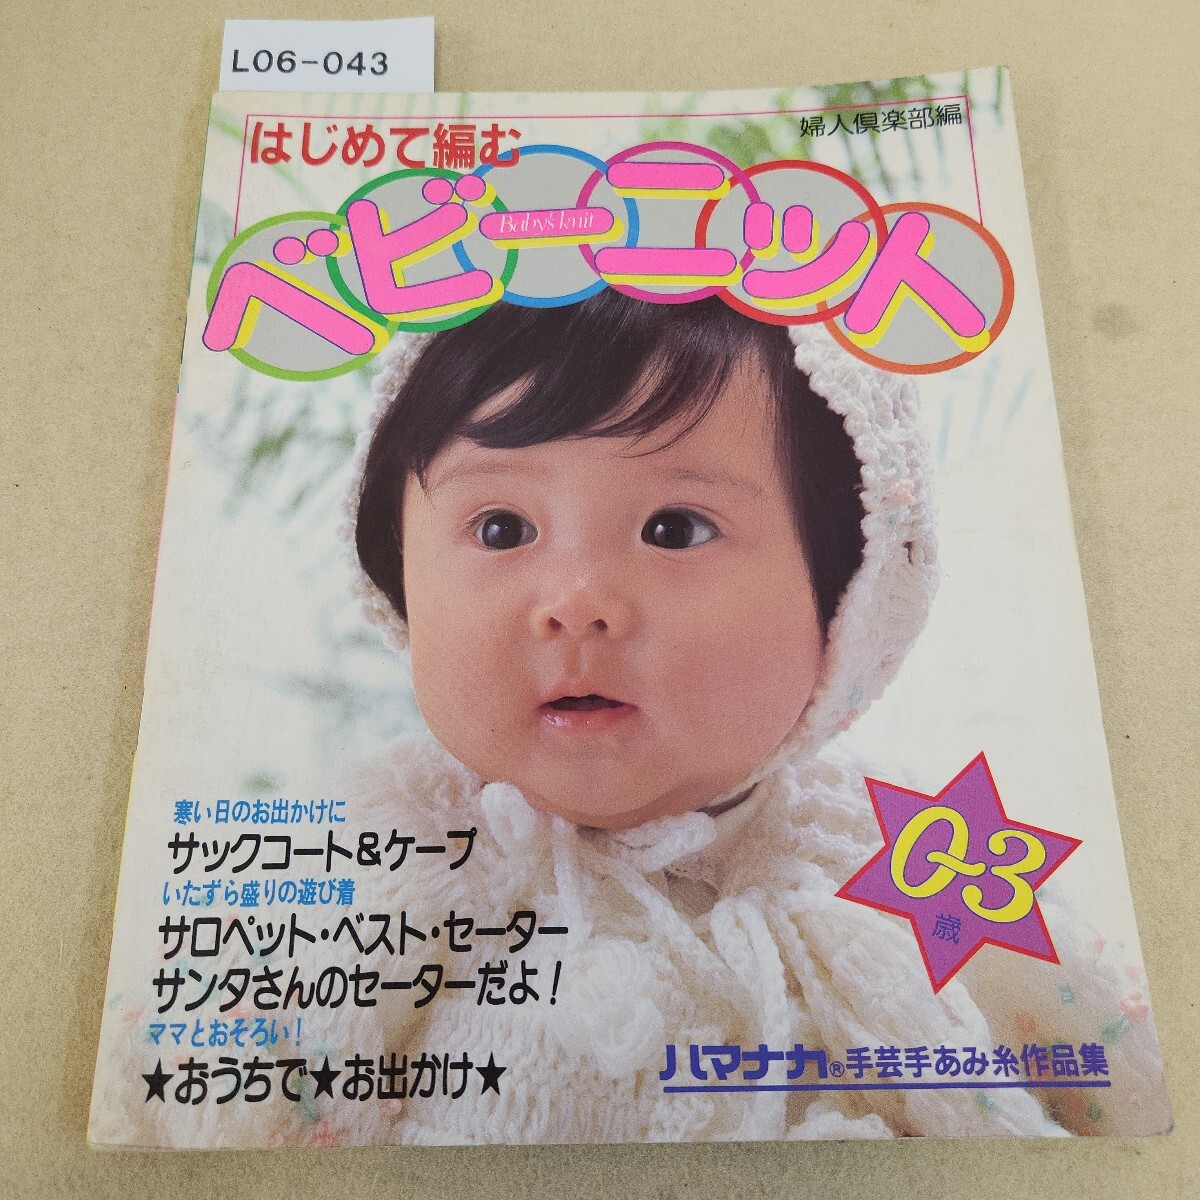 L06-043
婦人倶楽部編
はじめて編む
ベビーニット
Baby's knit
寒い日のお出かけに
サックコート&ケープ
いたずら盛りの遊び着
サロペット・ベスト・セーター
サンタさんのセーターだよ!
ママとおそろい!
★おうちで★お出かけ★
0-3
歳
ハマナカ®手芸手あみ糸作品集